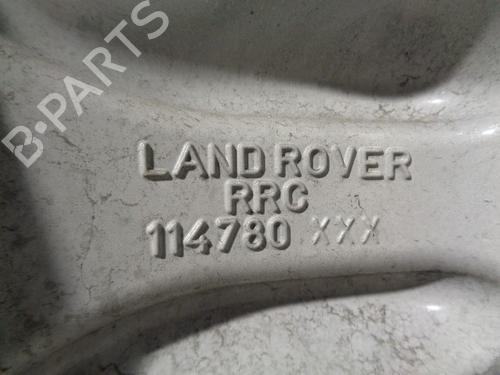 B-PARTS
LAND ROVER
RRC
114780 XXX